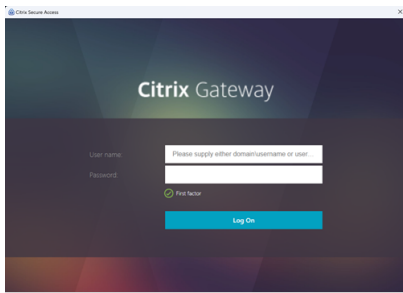 Citrix Secure Access
Citrix Gateway
User name:
Please supply either domain\username or user...
Password:
First factor
Log On